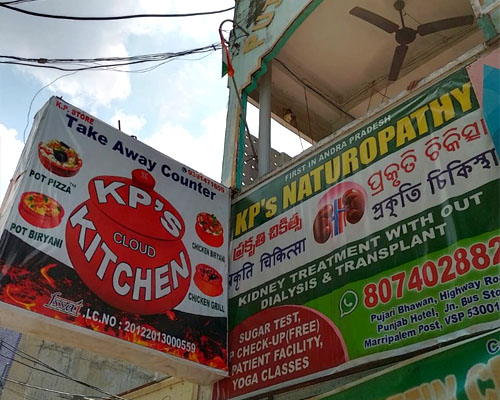 K.P. STORE
Take Away Counter
POT PIZZA
POT BIRYANI
KP'S
CLOUD
KITCHEN
CHICKEN BIRYANI
CHICKEN GRILL
LC.NO : 20122013000559
FIRST IN ANDRA PRADESH
KP's NATUROPATHY
ప్రకృతి చికిత్స
ప్రకృతి చికిత్సా
KIDNEY TREATMENT WITH OUT
DIALYSIS & TRANSPLANT
807402882
SUGAR TEST,
P CHECK-UP(FREE)
PATIENT FACILITY,
YOGA CLASSES
Pujari Bhawan, Highway Ro
Punjab Hotel, Jn. Bus Sto
Marripalem Post, VSP 53001